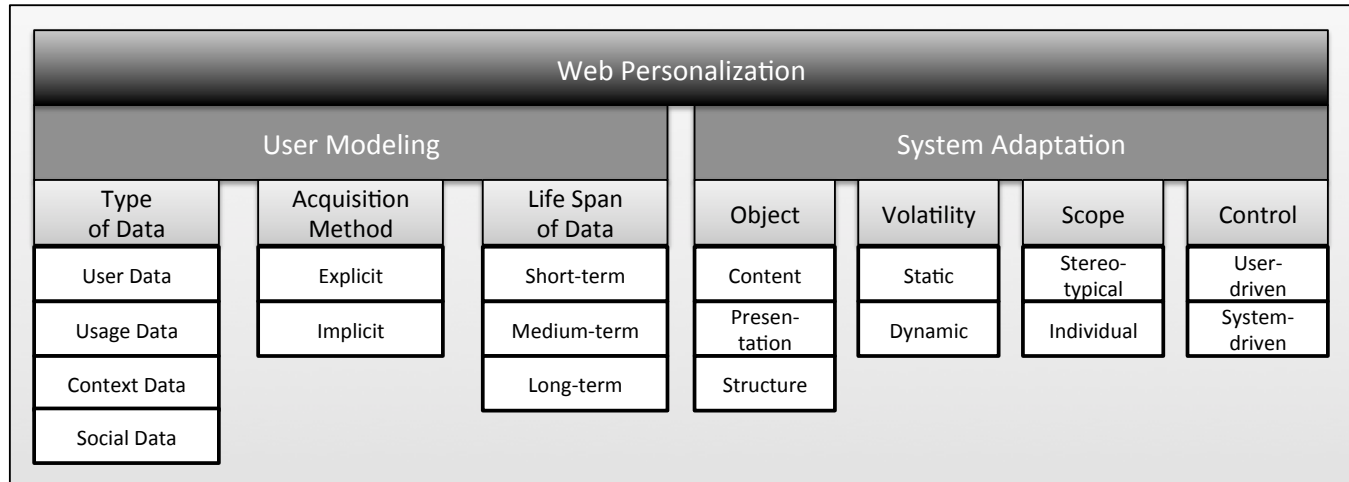 Web Personalization
User Modeling
System Adaptation
Type
of Data
Acquisition
Method
Life Span
of Data
Object
Volatility
Scope
Control
User Data
Explicit
Short-term
Content
Static
Stereo-
typical
User-
driven
Usage Data
Implicit
Medium-term
Presen-
tation
Dynamic
Individual
System-
driven
Context Data
Long-term
Structure
Social Data